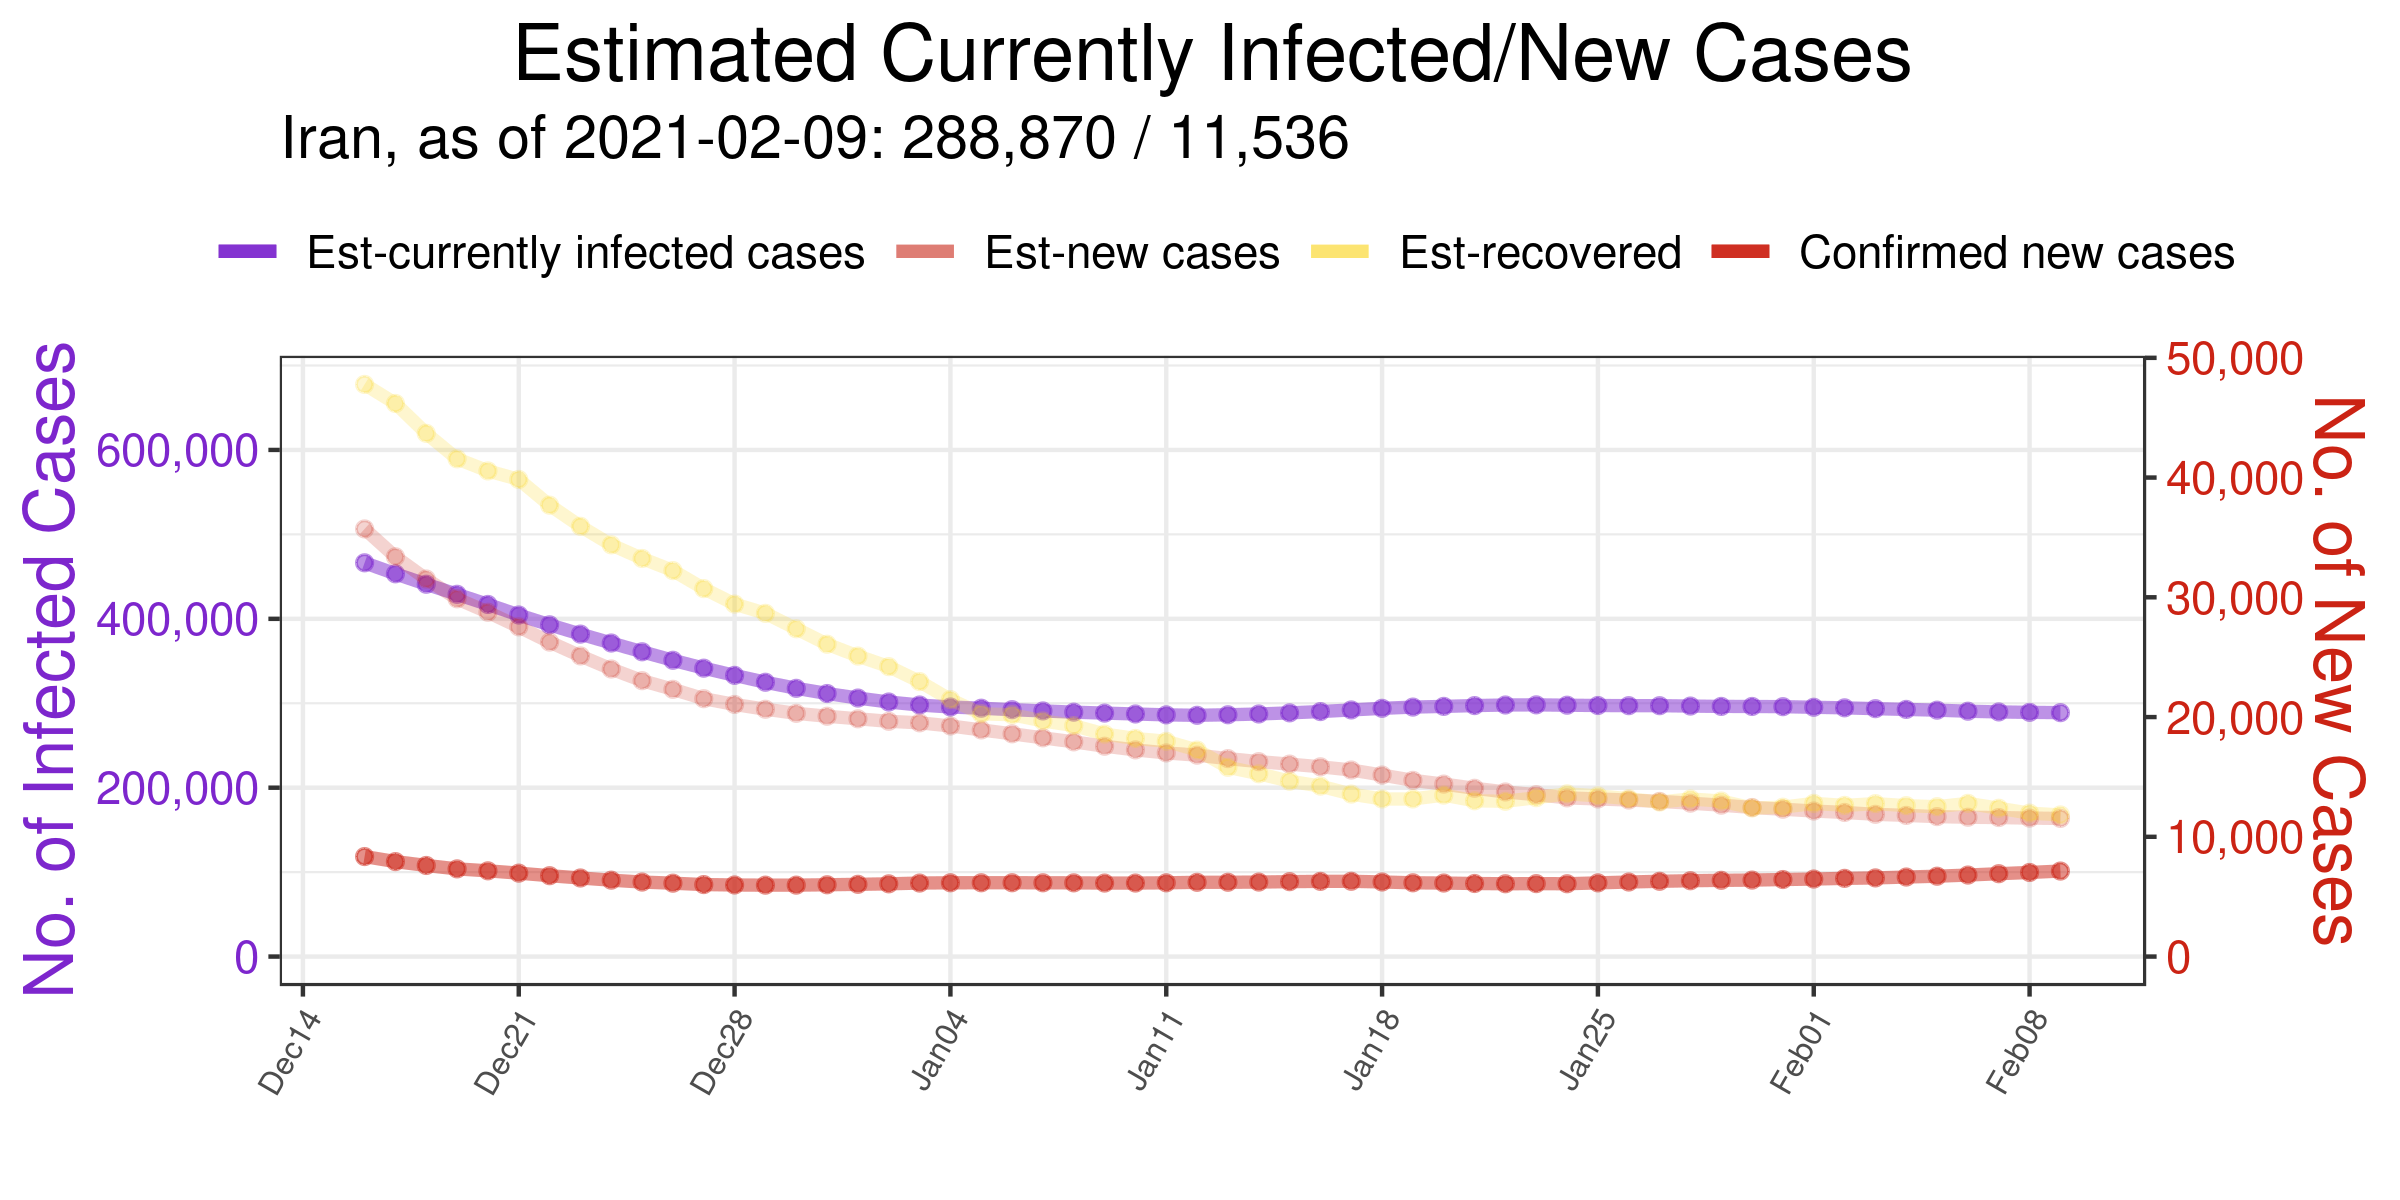 Estimated Currently Infected/New Cases
Iran, as of 2021-02-09: 288,870 / 11,536
Est-currently infected cases Est-new cases Est-recovered Confirmed new cases
No. of Infected Cases
600,000
400,000
200,000
0
50,000
40,000
30,000
20,000
10,000
0
No. of New Cases
Dec14 Dec21 Dec28 Jan04 Jan11 Jan18 Jan25 Feb01 Feb08